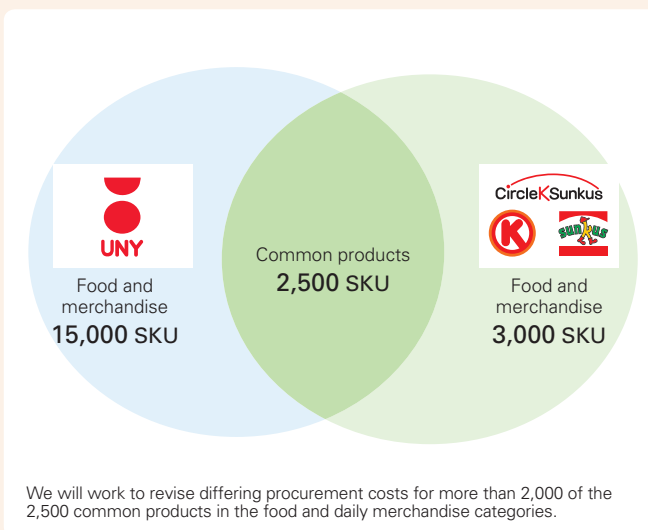 UNY
Food and
merchandise
15,000 SKU
Common products
2,500 SKU
CircleKSunkus
K
sunkus
Food and
merchandise
3,000 SKU
We will work to revise differing procurement costs for more than 2,000 of the
2,500 common products in the food and daily merchandise categories.